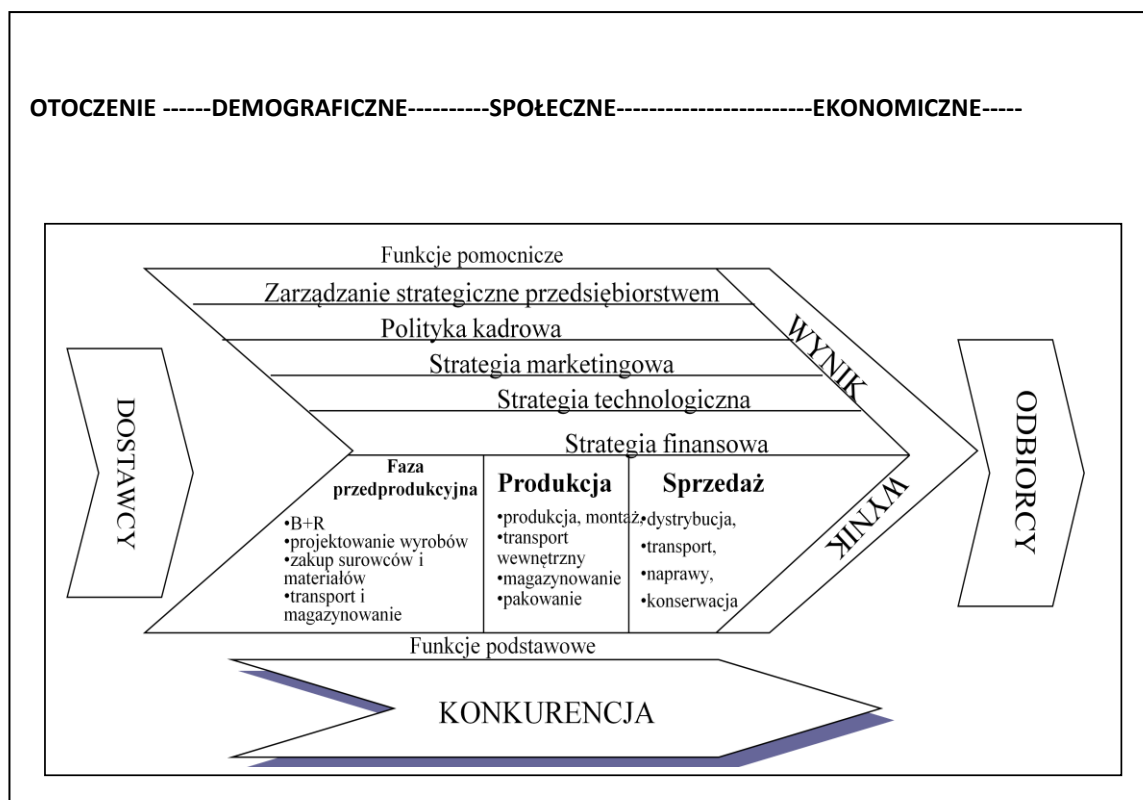 OTOCZENIE ------DEMOGRAFICZNE----------SPOŁECZNE------------------------EKONOMICZNE-----
Funkcje pomocnicze
Zarządzanie strategiczne przedsiębiorstwem
Polityka kadrowa
Strategia marketingowa
Strategia technologiczna
Strategia finansowa
WYNIK
WYNIK
DOSTAWCY
ODBIORCY
Faza
przedprodukcyjna
•B+R
•projektowanie wyrobów
•zakup surowców i
materiałów
•transport i
magazynowanie
Produkcja
•produkcja, montaż,
•transport
wewnętrzny
•magazynowanie
•pakowanie
Sprzedaż
•dystrybucja,
•transport,
•naprawy,
•konserwacja
Funkcje podstawowe
KONKURENCJA